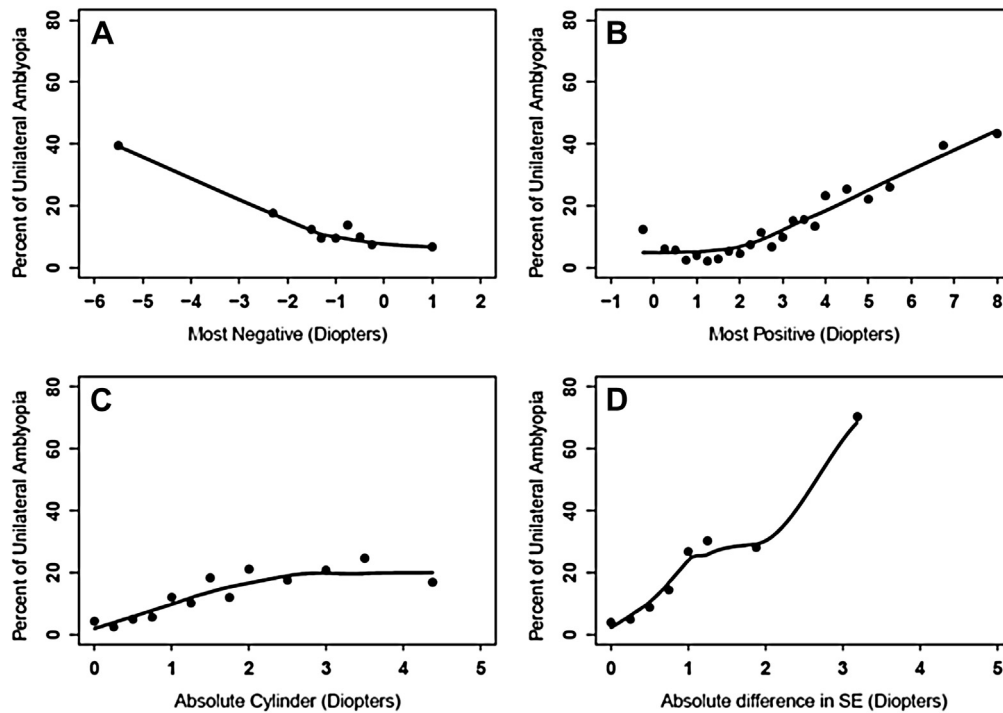 A
Percent of Unilateral Amblyopia
80
60
40
20
0
−6 −5 −4 −3 −2 −1 0 1 2
Most Negative (Diopters)
B
Percent of Unilateral Amblyopia
80
60
40
20
0
−1 0 1 2 3 4 5 6 7 8
Most Positive (Diopters)
C
Percent of Unilateral Amblyopia
80
60
40
20
0
0 1 2 3 4 5
Absolute Cylinder (Diopters)
D
Percent of Unilateral Amblyopia
80
60
40
20
0
0 1 2 3 4 5
Absolute difference in SE (Diopters)